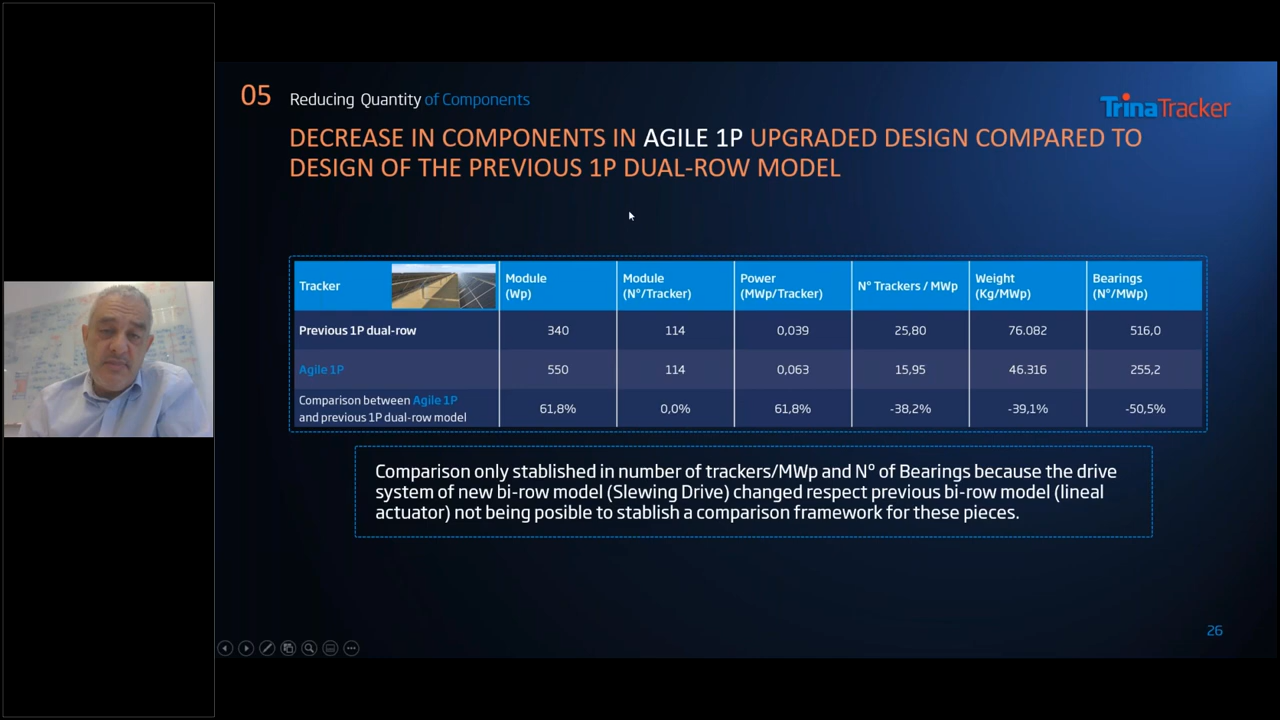 05 Reducing Quantity of Components
TrinaTracker
DECREASE IN COMPONENTS IN AGILE 1P UPGRADED DESIGN COMPARED TO
DESIGN OF THE PREVIOUS 1P DUAL-ROW MODEL
Tracker
Module
(Wp)
Module
(N°/Tracker)
Power
(MWp/Tracker)
N° Trackers / MWp
Weight
(Kg/MWp)
Bearings
(N°/MWp)
Previous 1P dual-row 340 114 0,039 25,80 76.082 516,0
Agile 1P 550 114 0,063 15,95 46.316 255,2
Comparison between Agile 1P
and previous 1P dual-row model
61,8% 0,0% 61,8% -38,2% -39,1% -50,5%
Comparison only stablished in number of trackers/MWp and N° of Bearings because the drive
system of new bi-row model (Slewing Drive) changed respect previous bi-row model (lineal
actuator) not being posible to stablish a comparison framework for these pieces.
26